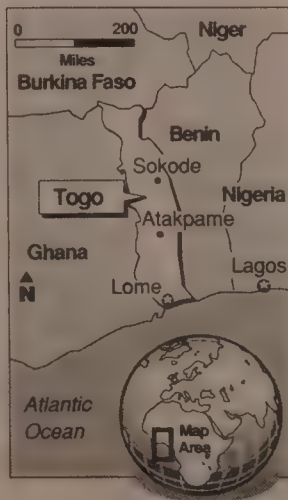 0 200
Miles
Niger
Burkina Faso
Benin
Sokode
Togo
Nigeria
Atakpame
Ghana
N
Lome
Lagos
Atlantic
Ocean
Map
Area